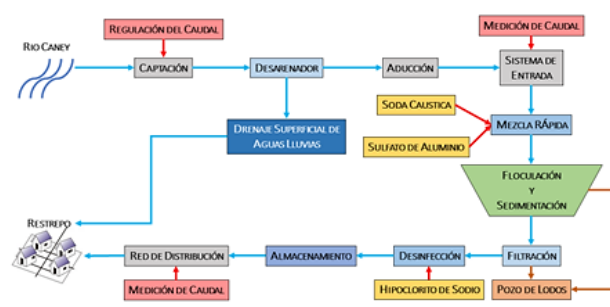 REGULACIÓN DEL CAUDAL
MEDICIÓN DE CAUDAL
RIO CANEY
CAPTACIÓN
DESARENADOR
ADUCCIÓN
SISTEMA DE
ENTRADA
SODA CAUSTICA
MEZCLA RÁPIDA
DRENAJE SUPERFICIAL DE
AGUAS LLUVIAS
SULFATO DE ALUMINIO
FLOCULACIÓN
Y
SEDIMENTACIÓN
RESTREPO
RED DE DISTRIBUCIÓN
ALMACENAMIENTO
DESINFECCIÓN
FILTRACIÓN
MEDICIÓN DE CAUDAL
HIPOCLORITO DE SODIO
POZO DE LODOS